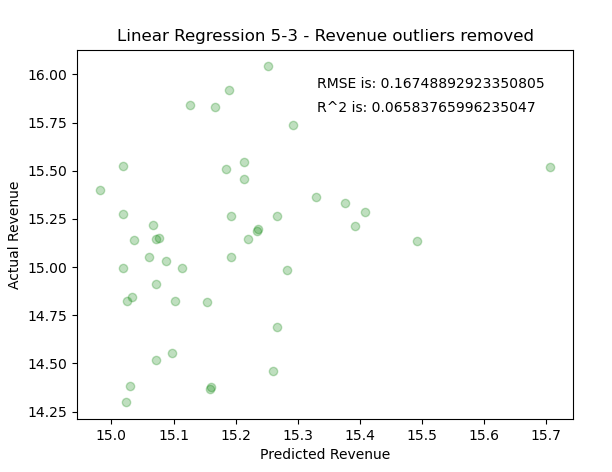 Linear Regression 5-3 - Revenue outliers removed
RMSE is: 0.16748892923350805
R^2 is: 0.06583765996235047
16.00
15.75
15.50
15.25
15.00
14.75
14.50
14.25
Actual Revenue
15.0 15.1 15.2 15.3 15.4 15.5 15.6 15.7
Predicted Revenue